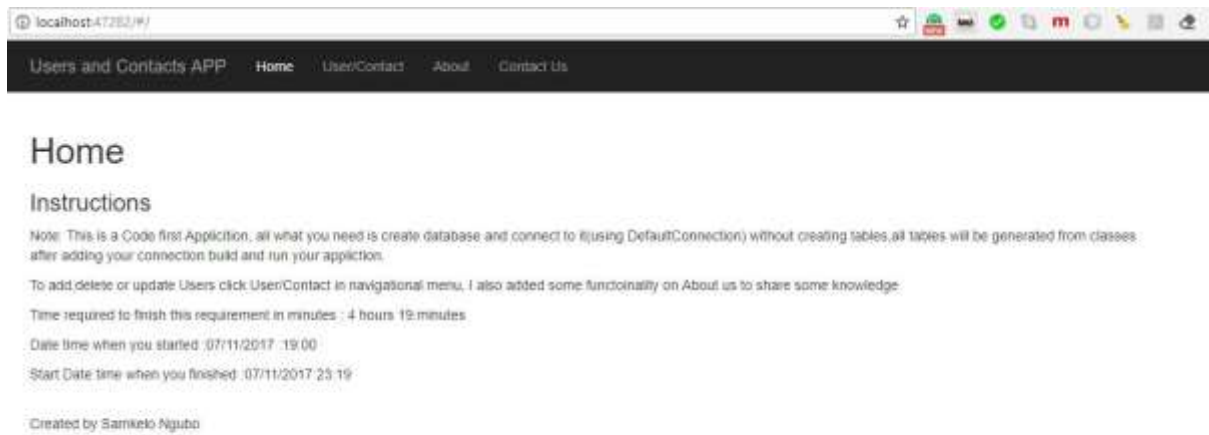 localhost:47282/#/
Users and Contacts APP Home User/Contact About Contact Us
Home
Instructions
Note: This is a Code first Appliction, all what you need is create database and connect to it(using DefaultConnection) without creating tables,all tables will be generated from classes
after adding your connection build and run your appliction.
To add,delete or update Users click User/Contact in navigational menu, I also added some functoinality on About us to share some knowledge
Time required to finish this requirement in minutes : 4 hours 19 minutes
Date time when you started :07/11/2017 :19:00
Start Date time when you finished :07/11/2017 23:19
Created by Samkelo Ngubo